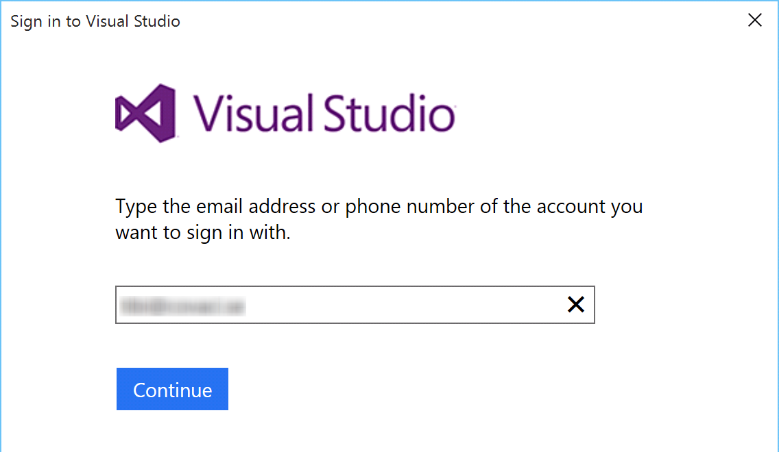 Sign in to Visual Studio
Visual Studio
Type the email address or phone number of the account you
want to sign in with.
Continue